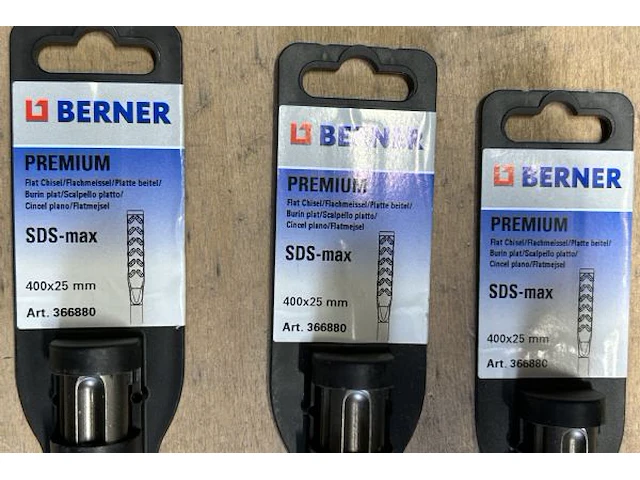 BERNER
PREMIUM
Flat Chisel/Flachmeissel/Platte beitel/
Burin plat/Scalpello piatto/
Cincel plano/Flatmejsel
SDS-max
400x25 mm
Art. 366880
BERNER
PREMIUM
Flat Chisel/Flachmeissel/Platte beitel/
Burin plat/Scalpello piatto/
Cincel plano/Flatmejsel
SDS-max
400x25 mm
Art. 366880
BERNER
PREMIUM
Flat Chisel/Flachmeissel/Platte beitel/
Burin plat/Scalpello piatto/
Cincel plano/Flatmejsel
SDS-max
400x25 mm
Art. 366880